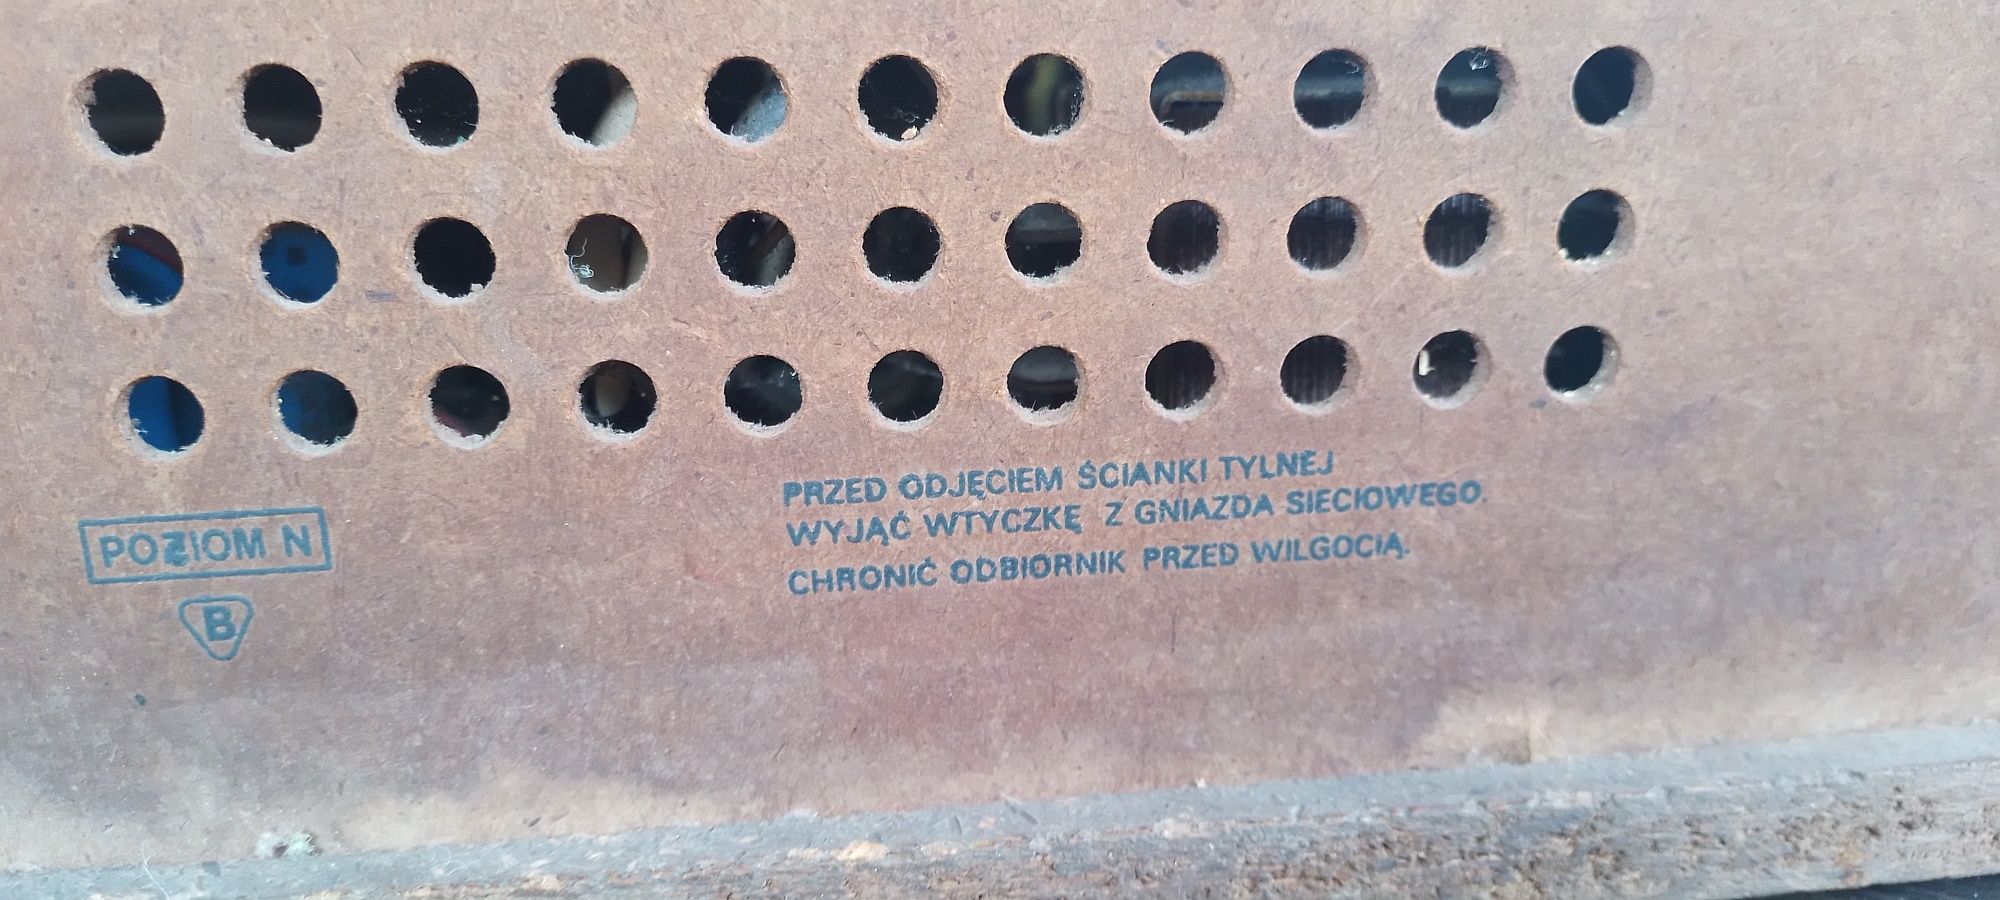 PRZED ODJĘCIEM ŚCIANKI TYLNEJ
WYJĄĆ WTYCZKĘ Z GNIAZDA SIECIOWEGO.
CHRONIĆ ODBIORNIK PRZED WILGOCIĄ.
POZIOM N
B